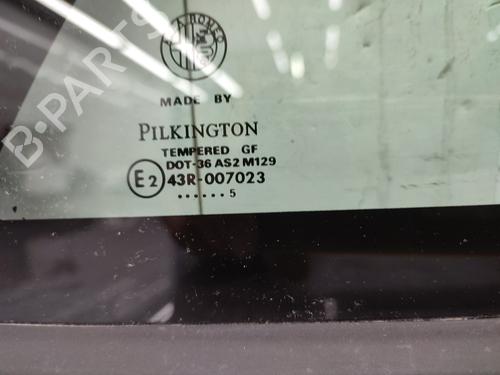 B-PARTS
ALFA ROMEO
MADE BY
PILKINGTON
TEMPERED GF
DOT-36 AS2 M129
E2 43R-007023
......5